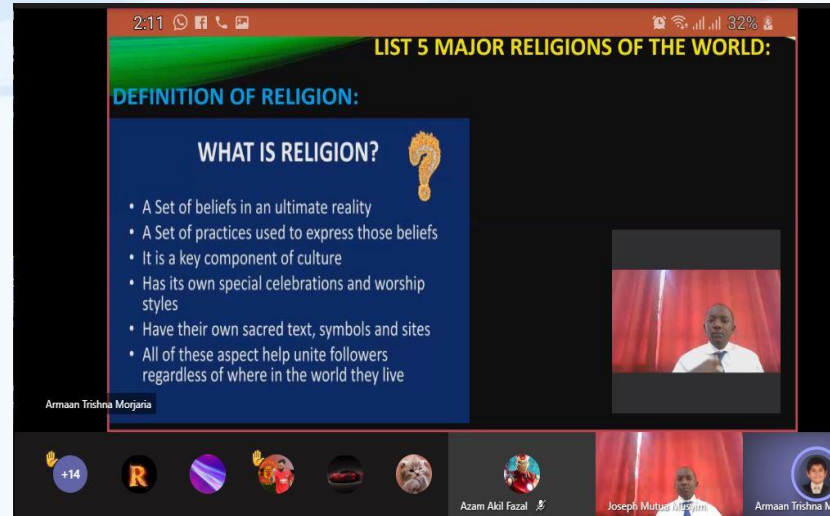 2:11
32%
LIST 5 MAJOR RELIGIONS OF THE WORLD:
DEFINITION OF RELIGION:
WHAT IS RELIGION?
• A Set of beliefs in an ultimate reality
• A Set of practices used to express those beliefs
• It is a key component of culture
• Has its own special celebrations and worship
styles
• Have their own sacred text, symbols and sites
• All of these aspect help unite followers
regardless of where in the world they live
Armaan Trishna Morjaria
+14
R
Azam Akil Fazal
Joseph Mutua Musyimi
Armaan Trishna M